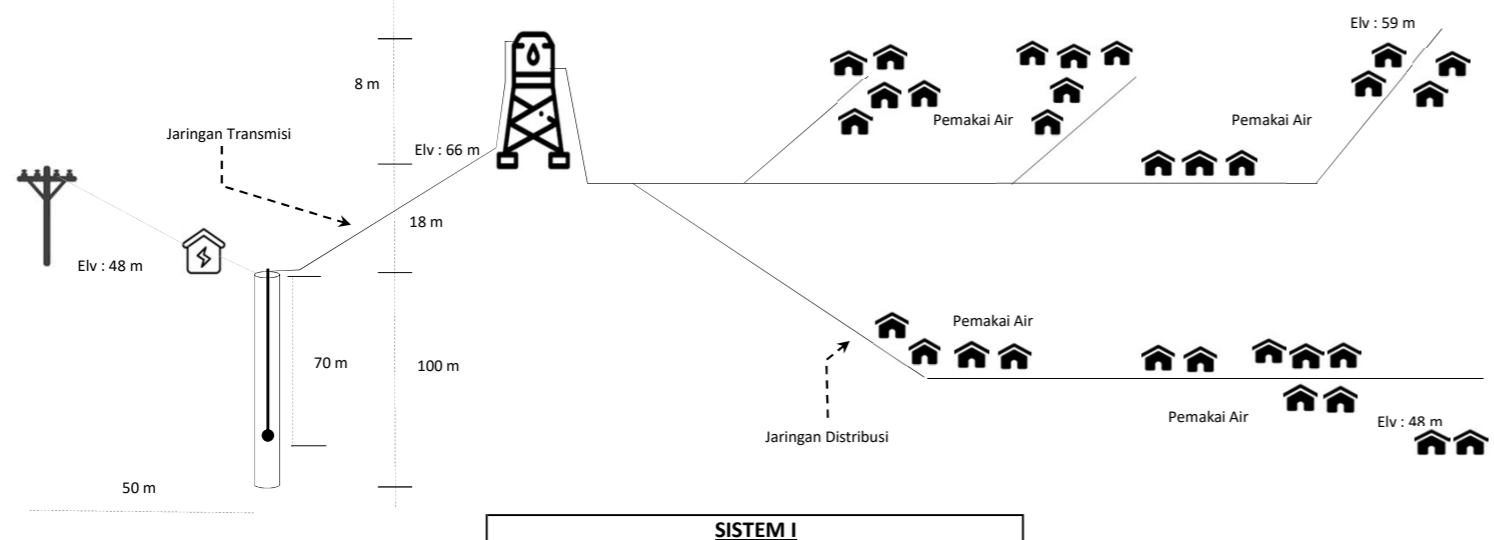 Elv : 59 m
8 m
Jaringan Transmisi
Pemakai Air
Pemakai Air
Elv : 66 m
18 m
Elv : 48 m
Pemakai Air
70 m
100 m
Pemakai Air
Elv : 48 m
Jaringan Distribusi
50 m
SISTEM I